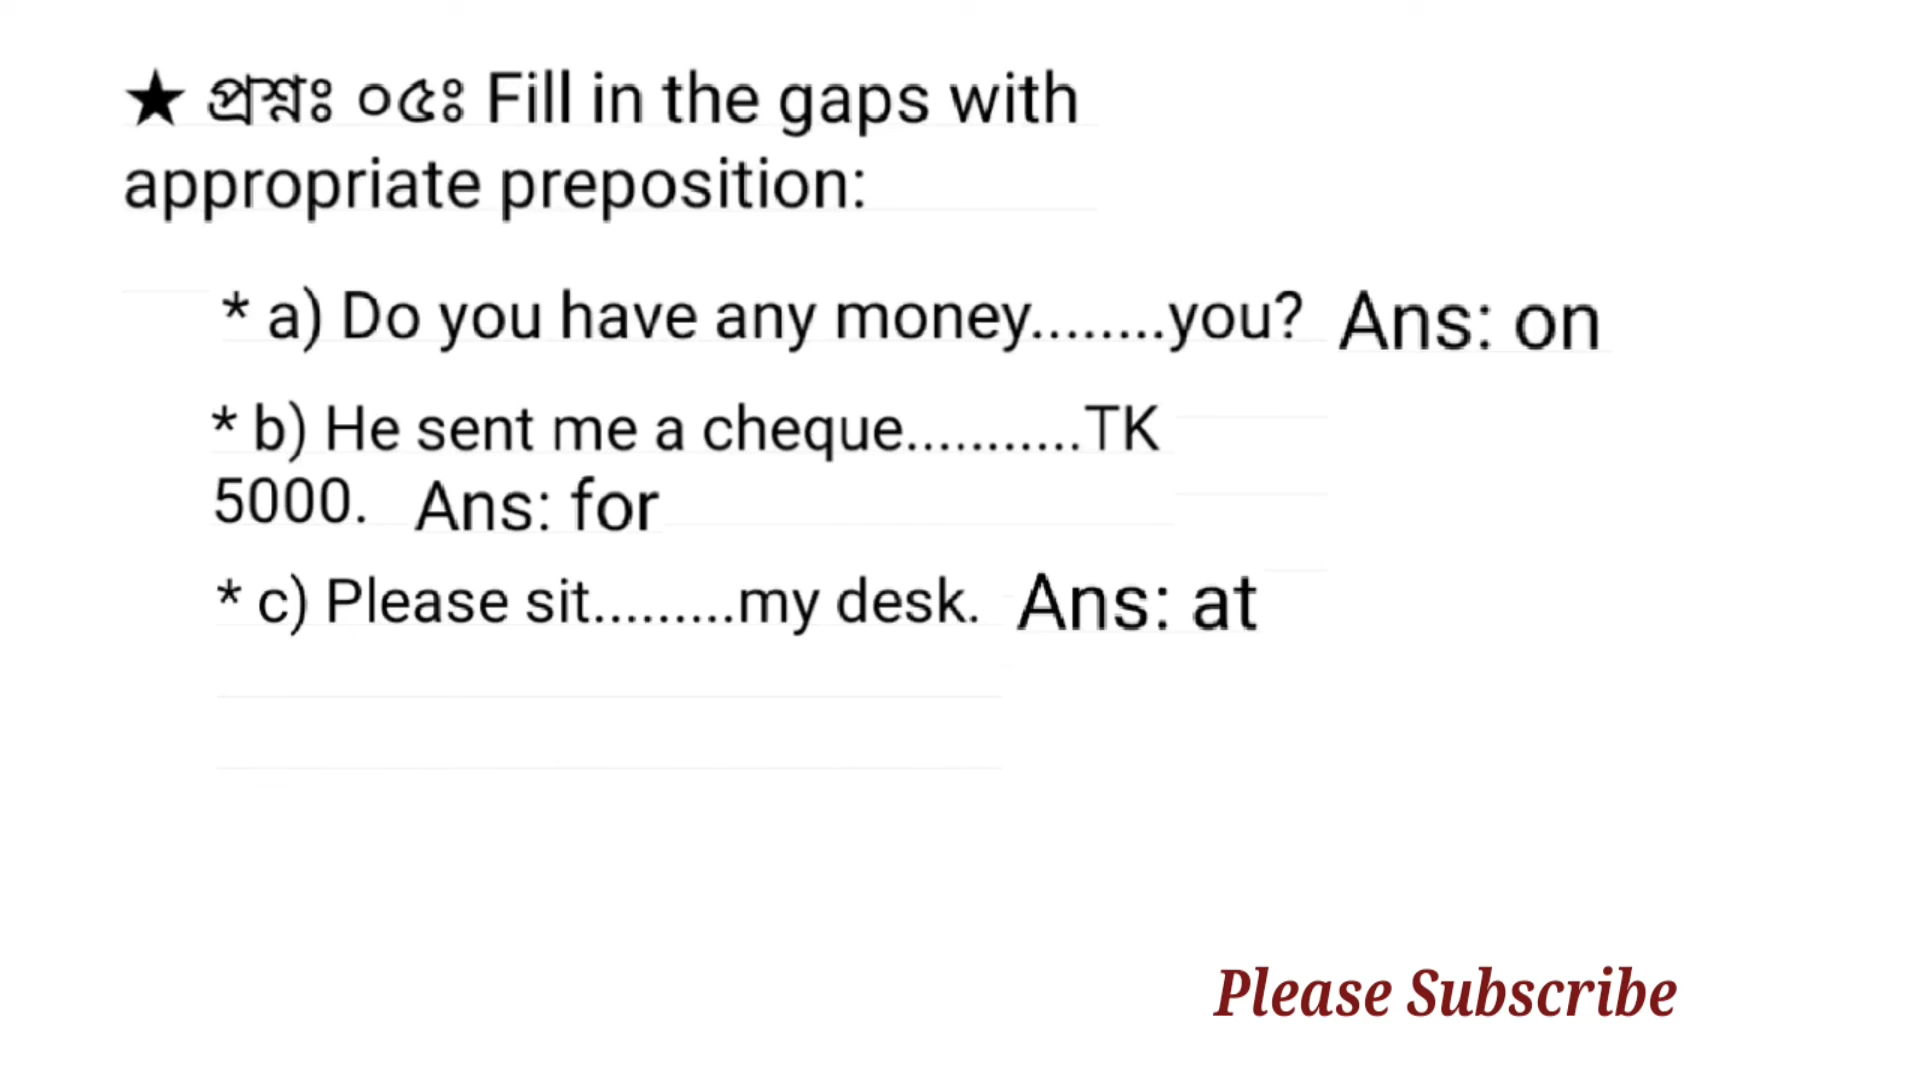 ★ প্রশ্নঃ ০৫ঃ Fill in the gaps with
appropriate preposition:
* a) Do you have any money........you? Ans: on
* b) He sent me a cheque...........TK
5000. Ans: for
* c) Please sit.........my desk. Ans: at
Please Subscribe